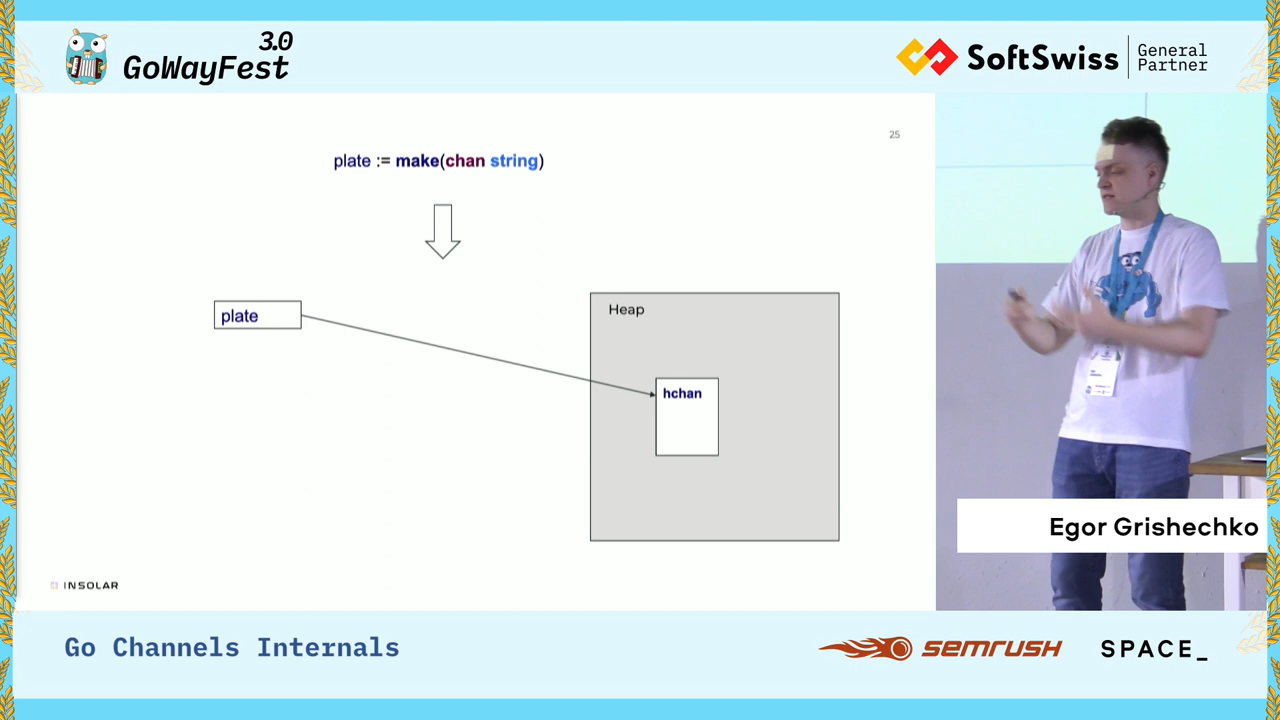 3.0
GoWayFest
SoftSwiss
General
Partner
25
plate := make(chan string)
plate
Heap
hchan
INSOLAR
Egor Grishechko
Go Channels Internals
semrush
SPACE_